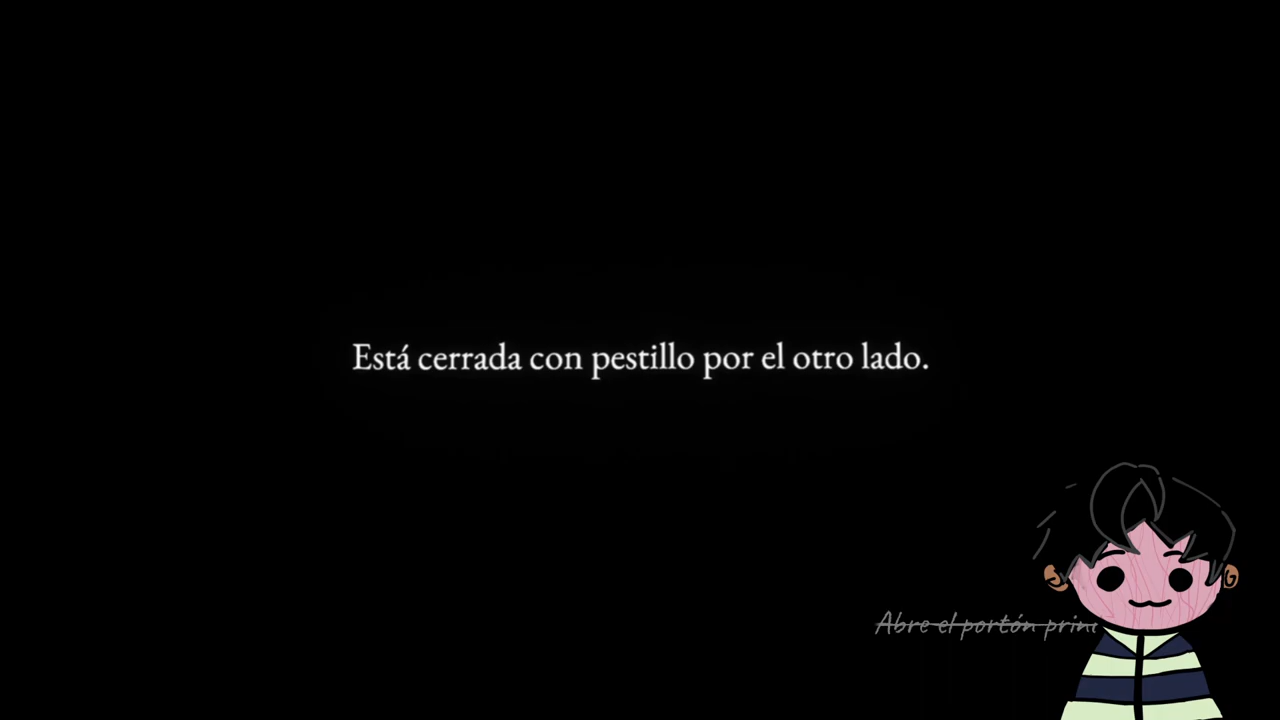 Está cerrada con pestillo por el otro lado.
Abre el portón